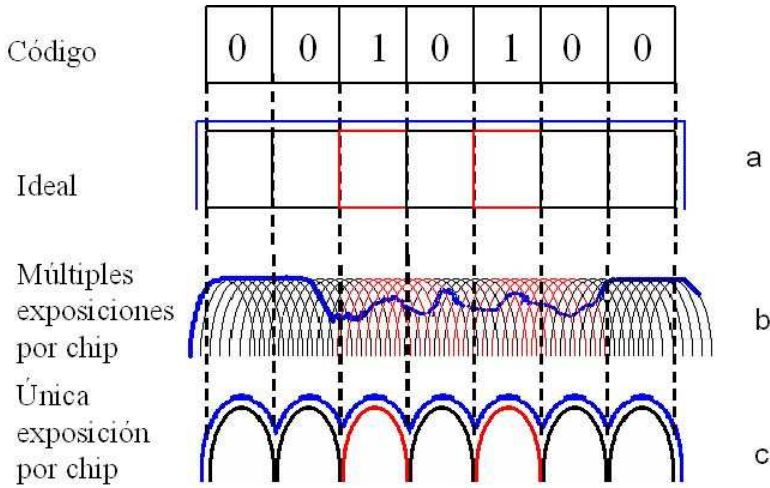 Código 0 0 1 0 1 0 0
a
Ideal
Múltiples
exposiciones
por chip
b
Única
exposición
por chip
c